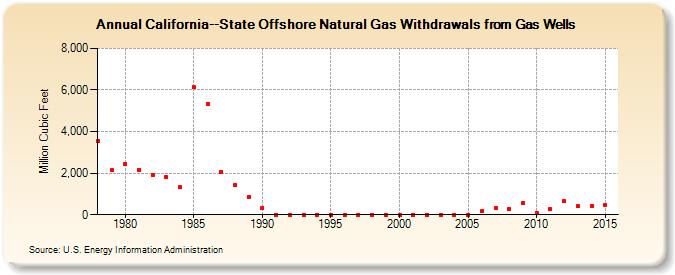 Annual California--State Offshore Natural Gas Withdrawals from Gas Wells
Million Cubic Feet
8,000
6,000
4,000
2,000
0
1980 1985 1990 1995 2000 2005 2010 2015
Source: U.S. Energy Information Administration